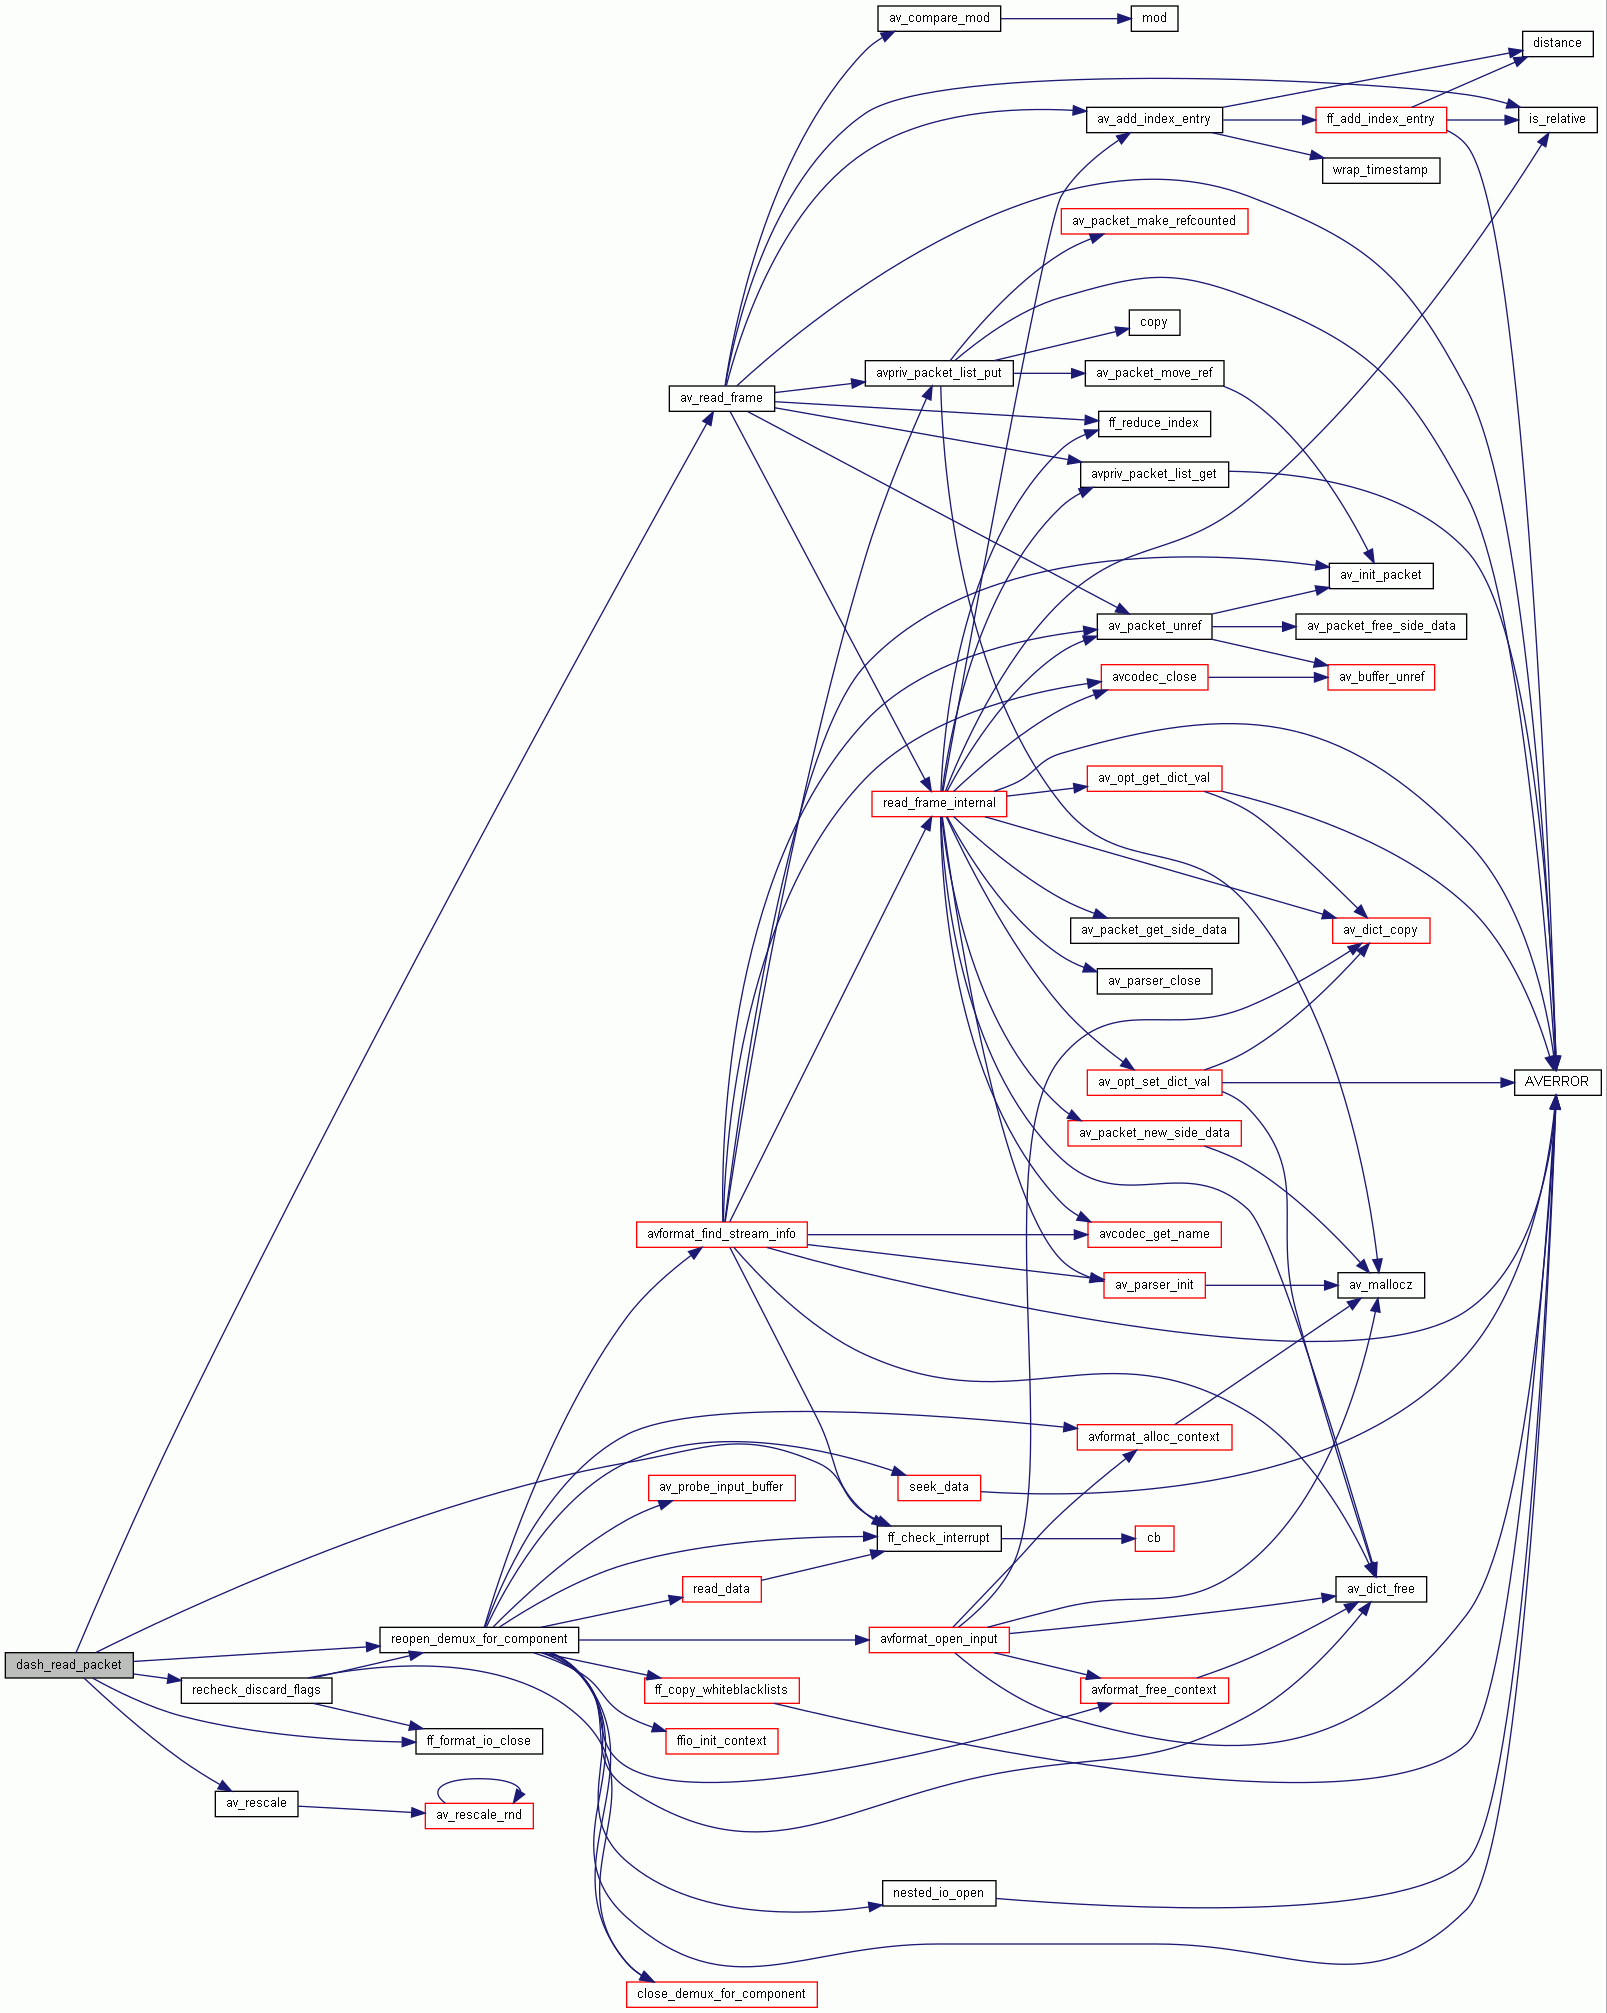 av_compare_mod
mod
distance
av_add_index_entry
ff_add_index_entry
is_relative
wrap_timestamp
av_packet_make_refcounted
copy
avpriv_packet_list_put
av_packet_move_ref
av_read_frame
ff_reduce_index
avpriv_packet_list_get
av_init_packet
av_packet_unref
av_packet_free_side_data
avcodec_close
av_buffer_unref
av_opt_get_dict_val
read_frame_internal
av_packet_get_side_data
av_dict_copy
av_parser_close
av_opt_set_dict_val
AVERROR
av_packet_new_side_data
avformat_find_stream_info
avcodec_get_name
av_parser_init
av_mallocz
avformat_alloc_context
av_probe_input_buffer
seek_data
ff_check_interrupt
cb
read_data
av_dict_free
reopen_demux_for_component
avformat_open_input
dash_read_packet
recheck_discard_flags
ff_copy_whiteblacklists
avformat_free_context
ff_format_io_close
ffio_init_context
av_rescale
av_rescale_rnd
nested_io_open
close_demux_for_component